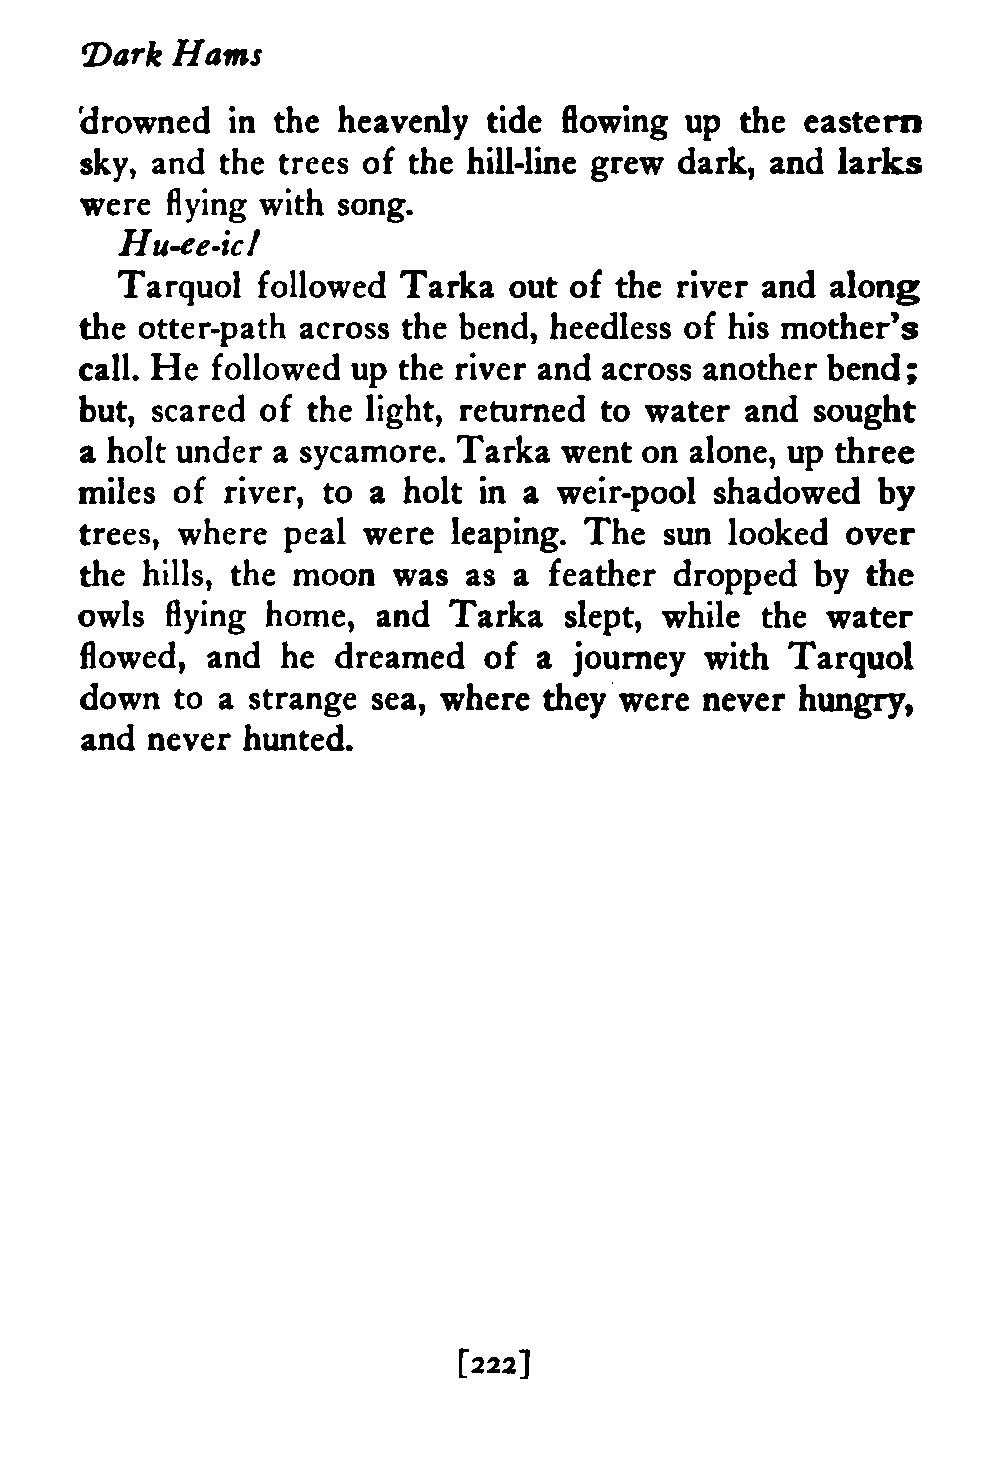 Dark Hams
drowned in the heavenly tide flowing up the eastern
sky, and the trees of the hill-line grew dark, and larks
were flying with song.
Hu-ee-ic!
Tarquol followed Tarka out of the river and along
the otter-path across the bend, heedless of his mother's
call. He followed up the river and across another bend;
but, scared of the light, returned to water and sought
a holt under a sycamore. Tarka went on alone, up three
miles of river, to a holt in a weir-pool shadowed by
trees, where peal were leaping. The sun looked over
the hills, the moon was as a feather dropped by the
owls flying home, and Tarka slept, while the water
flowed, and he dreamed of a journey with Tarquol
down to a strange sea, where they were never hungry,
and never hunted.
[222]